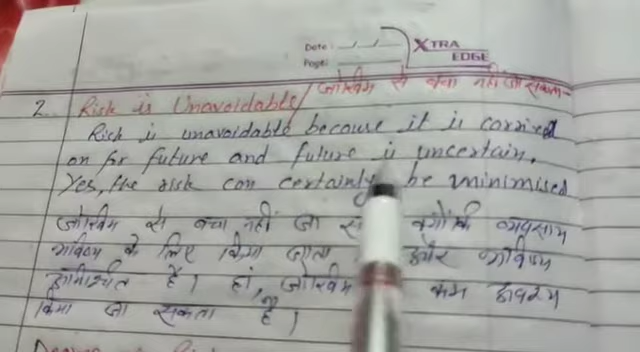 Date: / /
Page:
XTRA
EDGE
2. Risk is Unavoidable/ जोखिम से बचा नहीं जा सकता
Risk is unavoidable because it is carried
on for future and future is uncertain.
Yes, the risk can certainly be minimised
जोखिम से बचा नहीं जा क्योंकि व्यवसाय
भविष्य के लिए किया जाता और भविष्य
अनिश्चित है। हां, जोखिम कम अवश्य
किया जा सकता है।